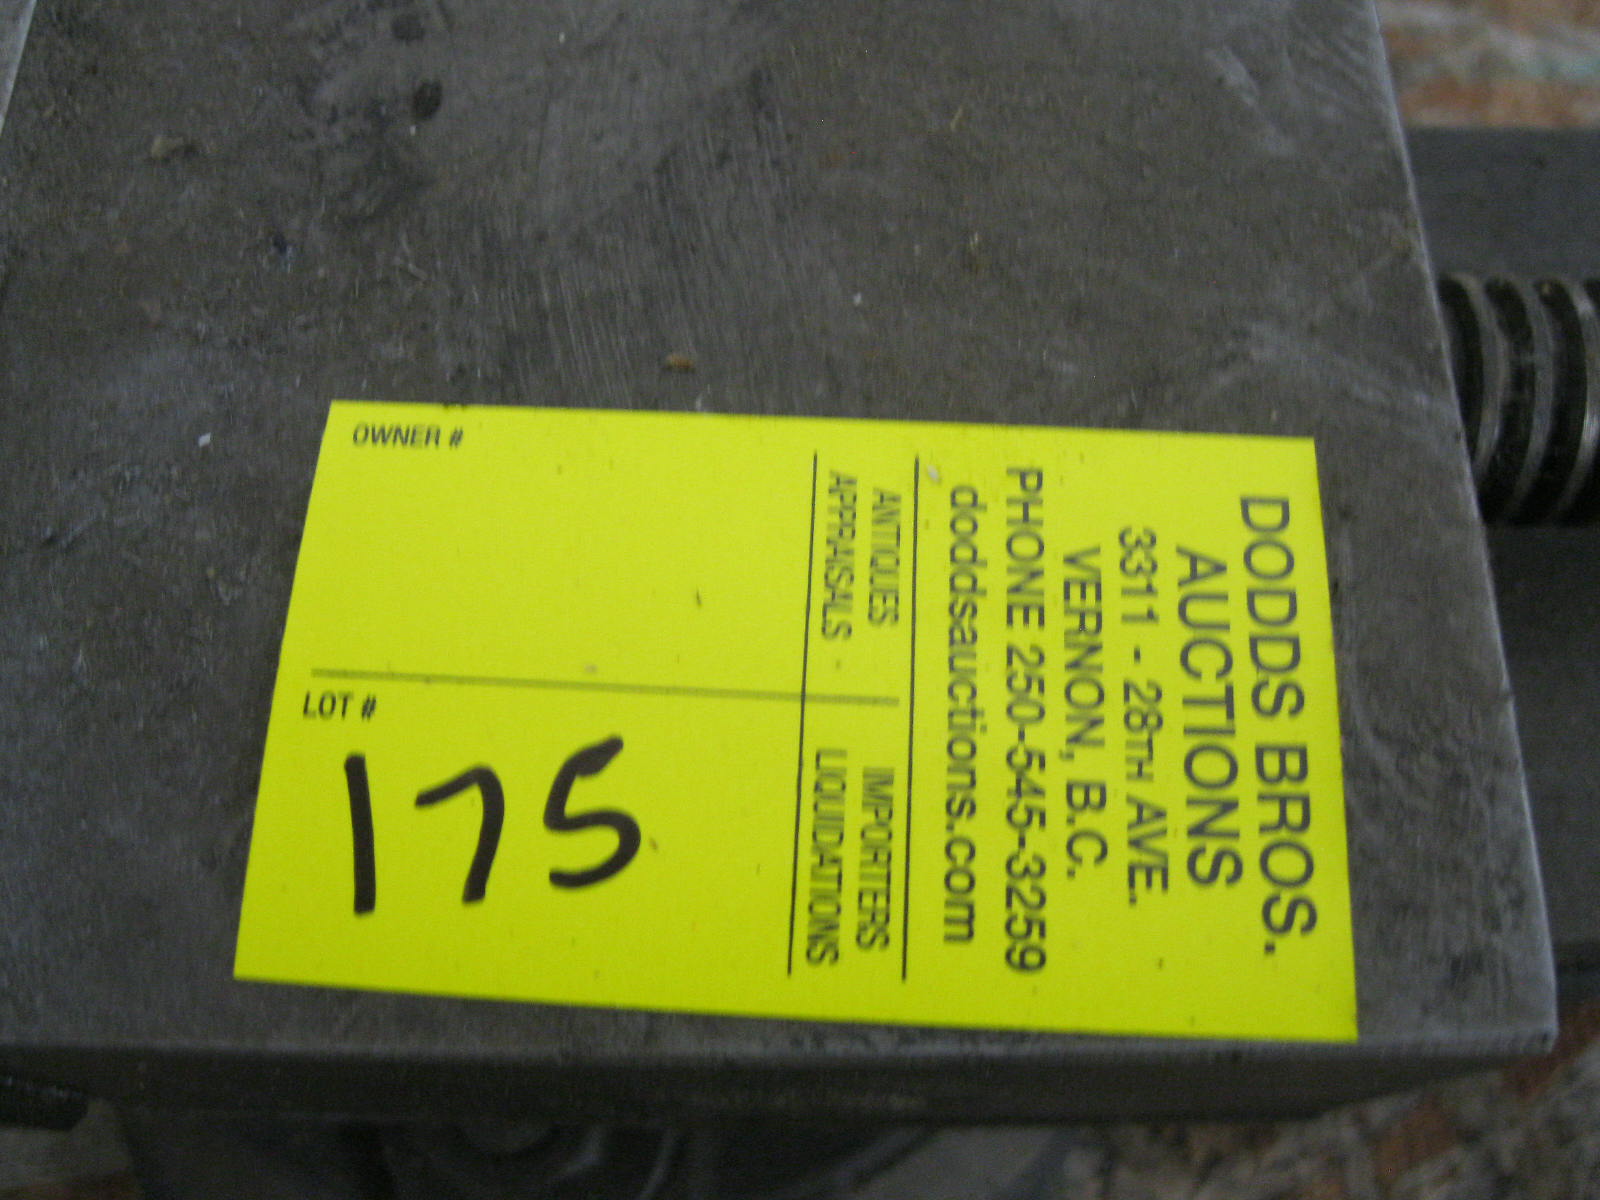 DODDS BROS.
AUCTIONS
3311 - 28TH AVE.
VERNON, B.C.
PHONE 250-545-3259
doddsauctions.com
ANTIQUES IMPORTERS
APPRAISALS - LIQUIDATIONS
OWNER #
LOT #
175